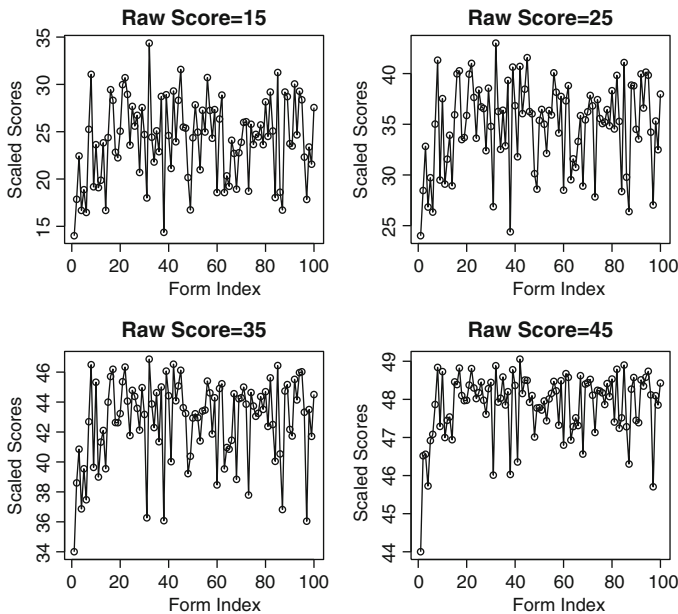 Raw Score=15
Scaled Scores
35
30
25
20
15
0 20 40 60 80 100
Form Index
Raw Score=25
Scaled Scores
40
35
30
25
0 20 40 60 80 100
Form Index
Raw Score=35
Scaled Scores
46
44
42
40
38
36
34
0 20 40 60 80 100
Form Index
Raw Score=45
Scaled Scores
49
48
47
46
45
44
0 20 40 60 80 100
Form Index